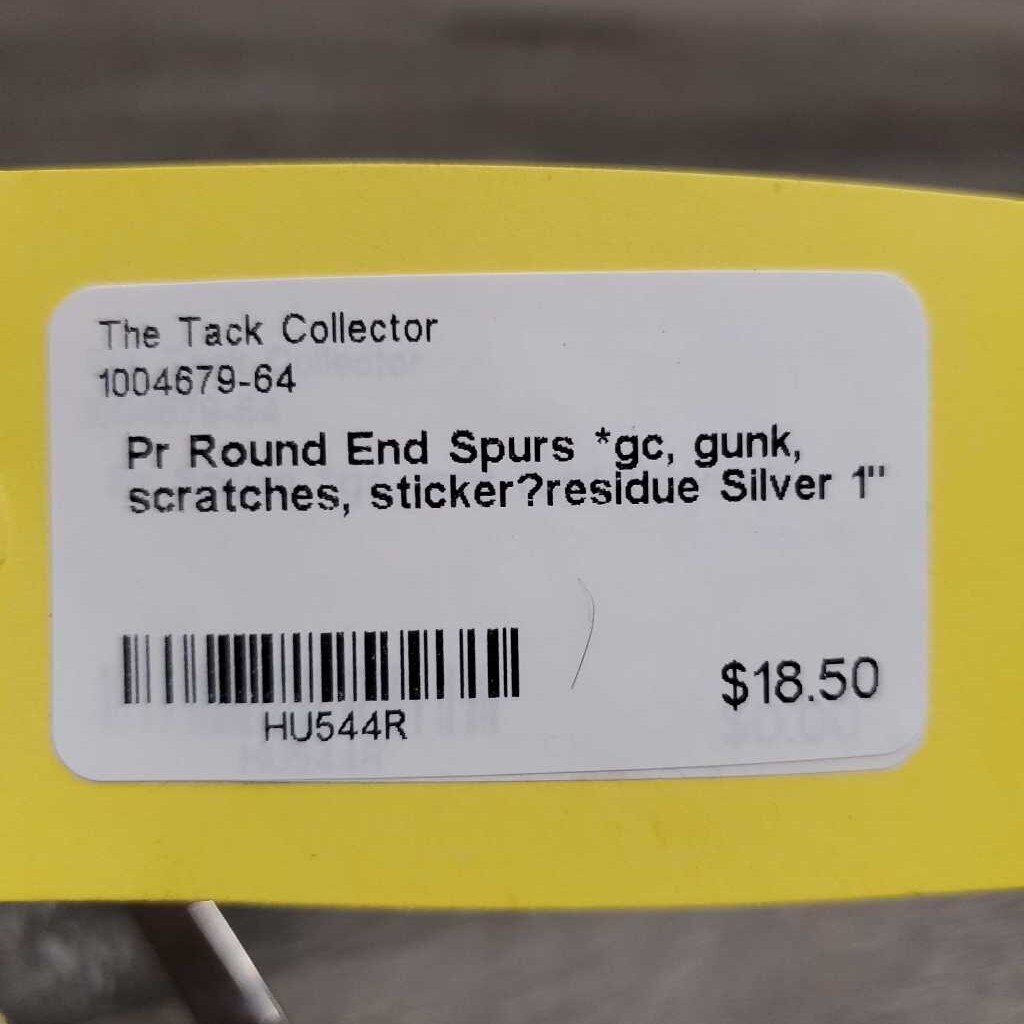 The Tack Collector
1004679-64
Pr Round End Spurs *gc, gunk,
scratches, sticker?residue Silver 1"
HU544R
$18.50